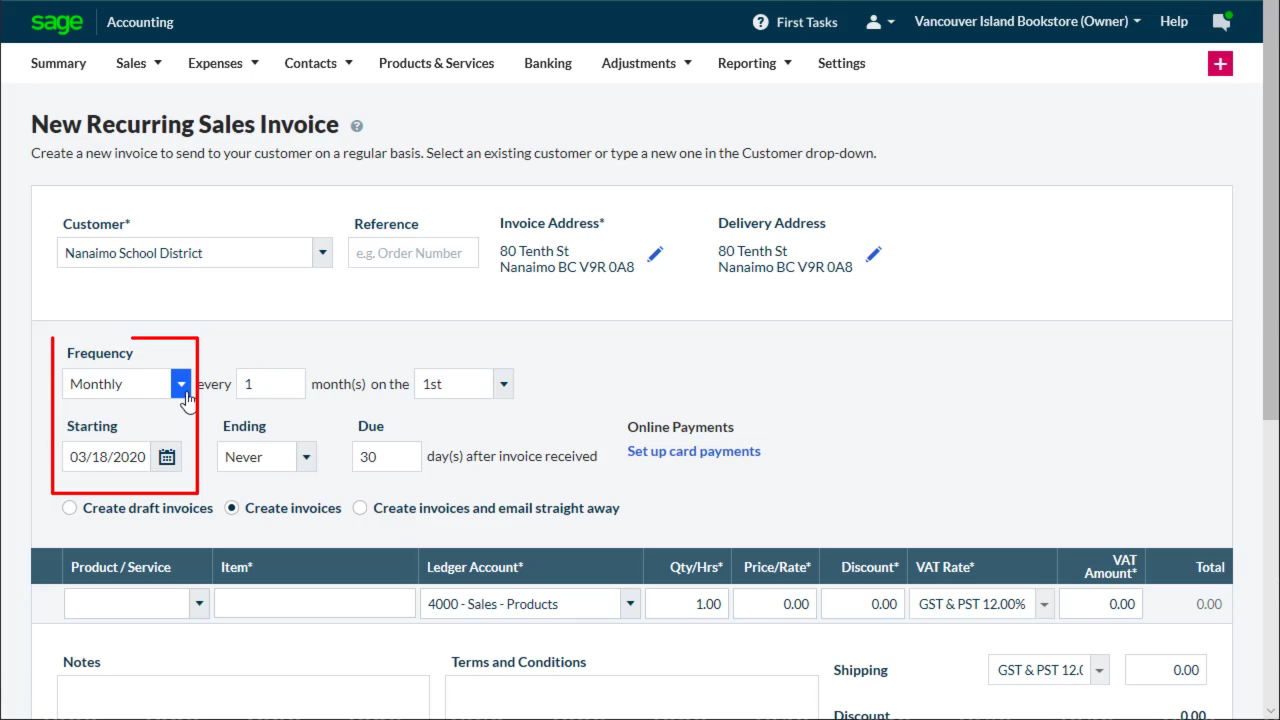 sage Accounting First Tasks Vancouver Island Bookstore (Owner) Help
Summary Sales Expenses Contacts Products & Services Banking Adjustments Reporting Settings
New Recurring Sales Invoice
Create a new invoice to send to your customer on a regular basis. Select an existing customer or type a new one in the Customer drop-down.
Customer* Reference Invoice Address* Delivery Address
Nanaimo School District e.g. Order Number 80 Tenth St 80 Tenth St
Nanaimo BC V9R 0A8 Nanaimo BC V9R 0A8
Frequency
Monthly every 1 month(s) on the 1st
Starting Ending Due Online Payments
03/18/2020 Never 30 day(s) after invoice received Set up card payments
Create draft invoices Create invoices Create invoices and email straight away
Product / Service Item* Ledger Account* Qty/Hrs* Price/Rate* Discount* VAT Rate* VAT Amount* Total
4000 - Sales - Products 1.00 0.00 0.00 GST & PST 12.00% 0.00 0.00
Notes Terms and Conditions
Shipping GST & PST 12.( 0.00
Discount 0.00